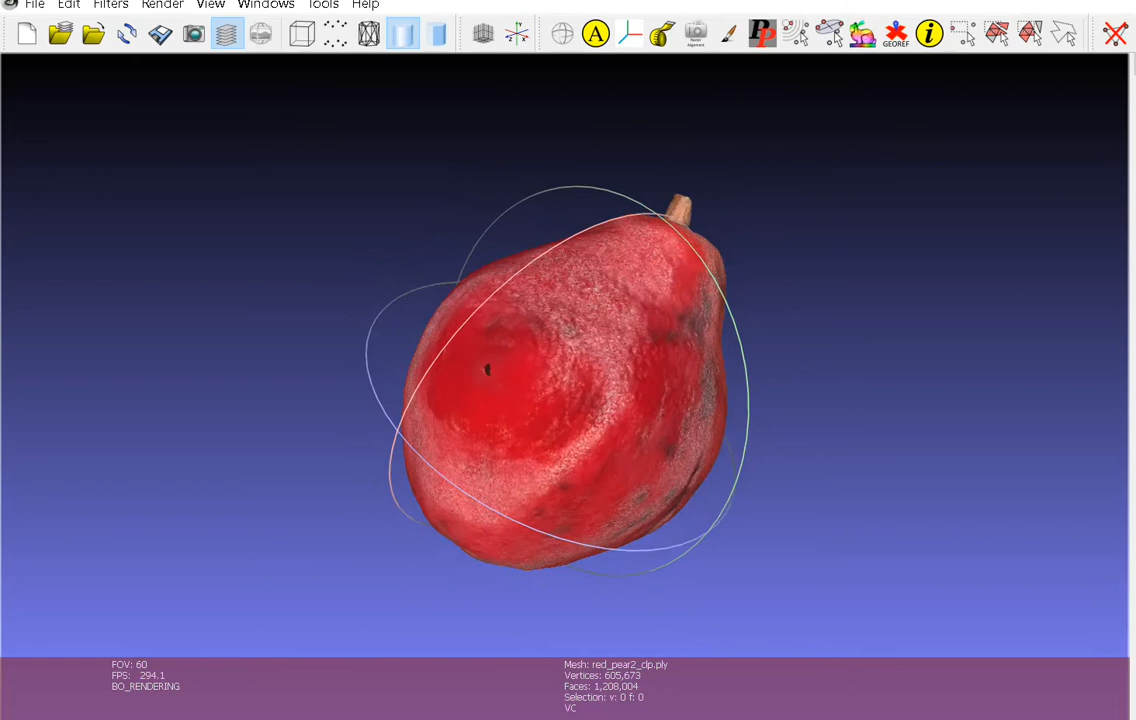 File Edit Filters Render View Windows Tools Help
A
PP
GEOREF
i
x
y
z
FOV: 60
FPS: 294.1
BO_RENDERING
Mesh: red_pear2_clp.ply
Vertices: 605,673
Faces: 1,208,004
Selection: v: 0 f: 0
VC